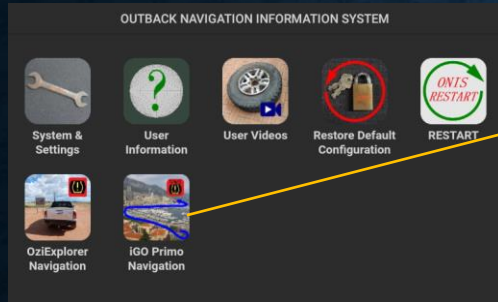 OUTBACK NAVIGATION INFORMATION SYSTEM
System &
Settings
User
Information
User Videos
Restore Default
Configuration
ONIS
RESTART
RESTART
OziExplorer
Navigation
iGO Primo
Navigation